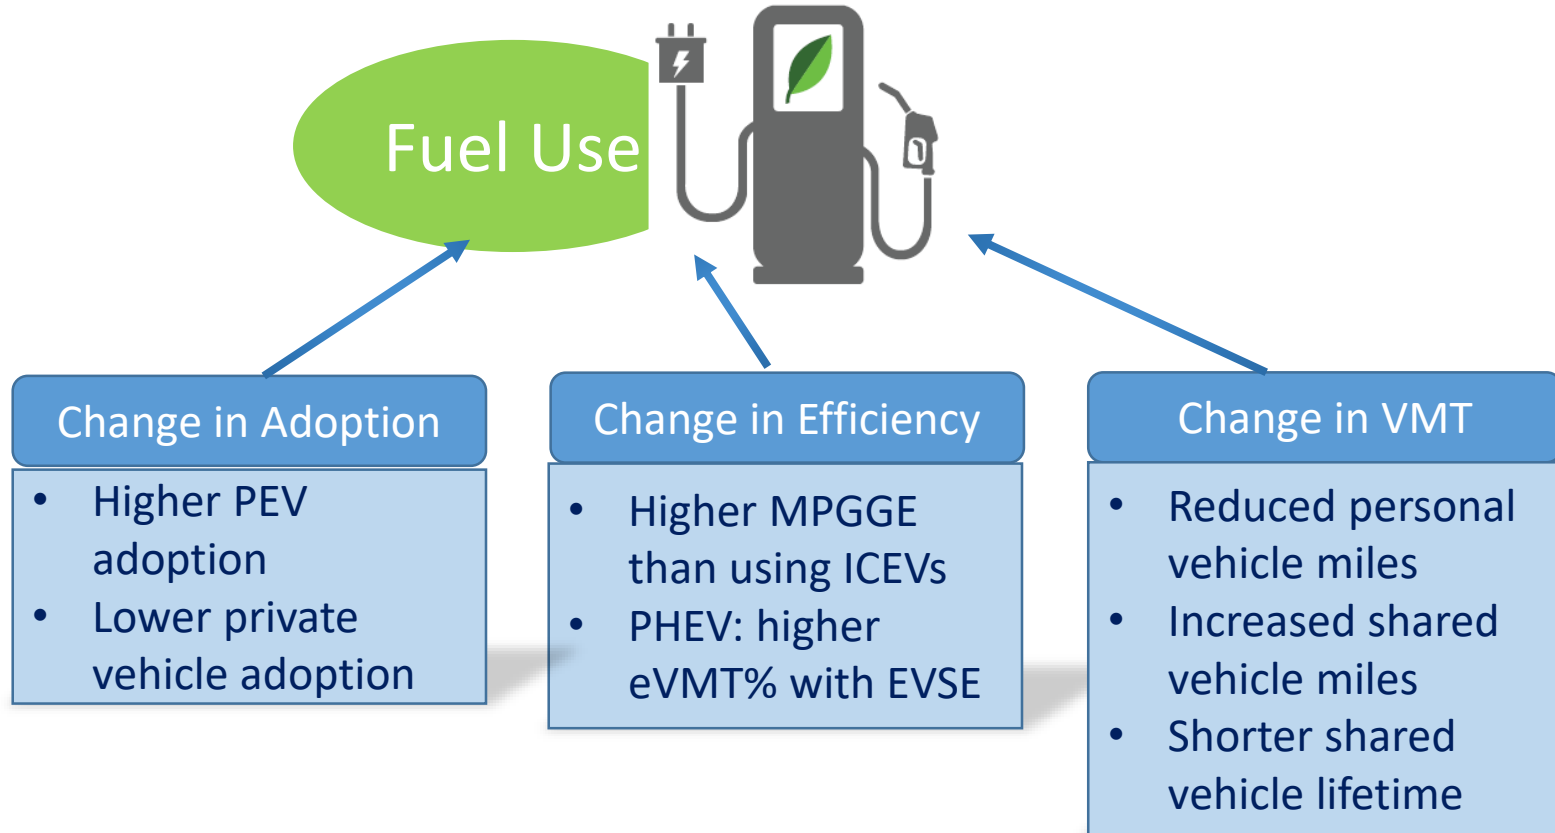 Fuel Use
Change in Adoption
• Higher PEV
adoption
• Lower private
vehicle adoption
Change in Efficiency
• Higher MPGGE
than using ICEVs
• PHEV: higher
eVMT% with EVSE
Change in VMT
• Reduced personal
vehicle miles
• Increased shared
vehicle miles
• Shorter shared
vehicle lifetime